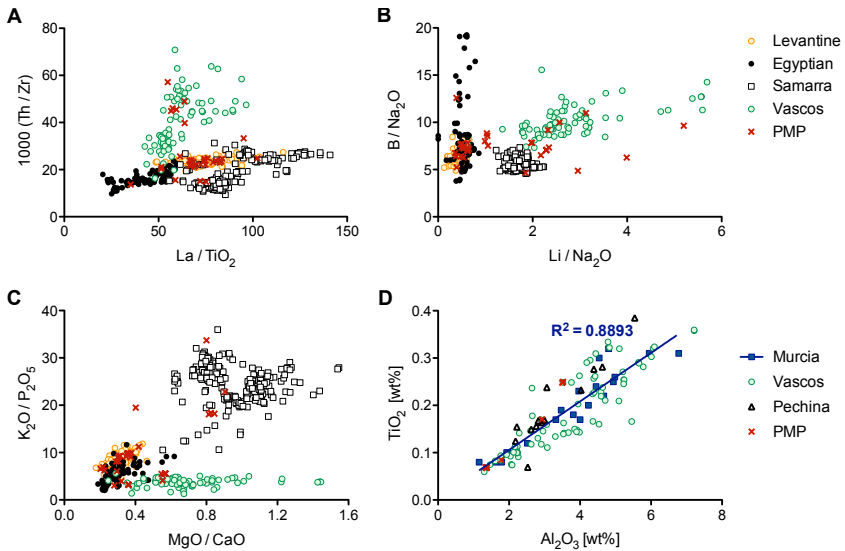 A
1000 (Th / Zr)
80
60
40
20
0
0 50 100 150
La / TiO₂
B
B / Na₂O
20
15
10
5
0
0 2 4 6
Li / Na₂O
Levantine
Egyptian
Samarra
Vascos
PMP
C
K₂O / P₂O₅
40
30
20
10
0
0.0 0.4 0.8 1.2 1.6
MgO / CaO
D
TiO₂ [wt%]
0.4
0.3
0.2
0.1
0.0
R² = 0.8893
0 2 4 6 8
Al₂O₃ [wt%]
Murcia
Vascos
Pechina
PMP